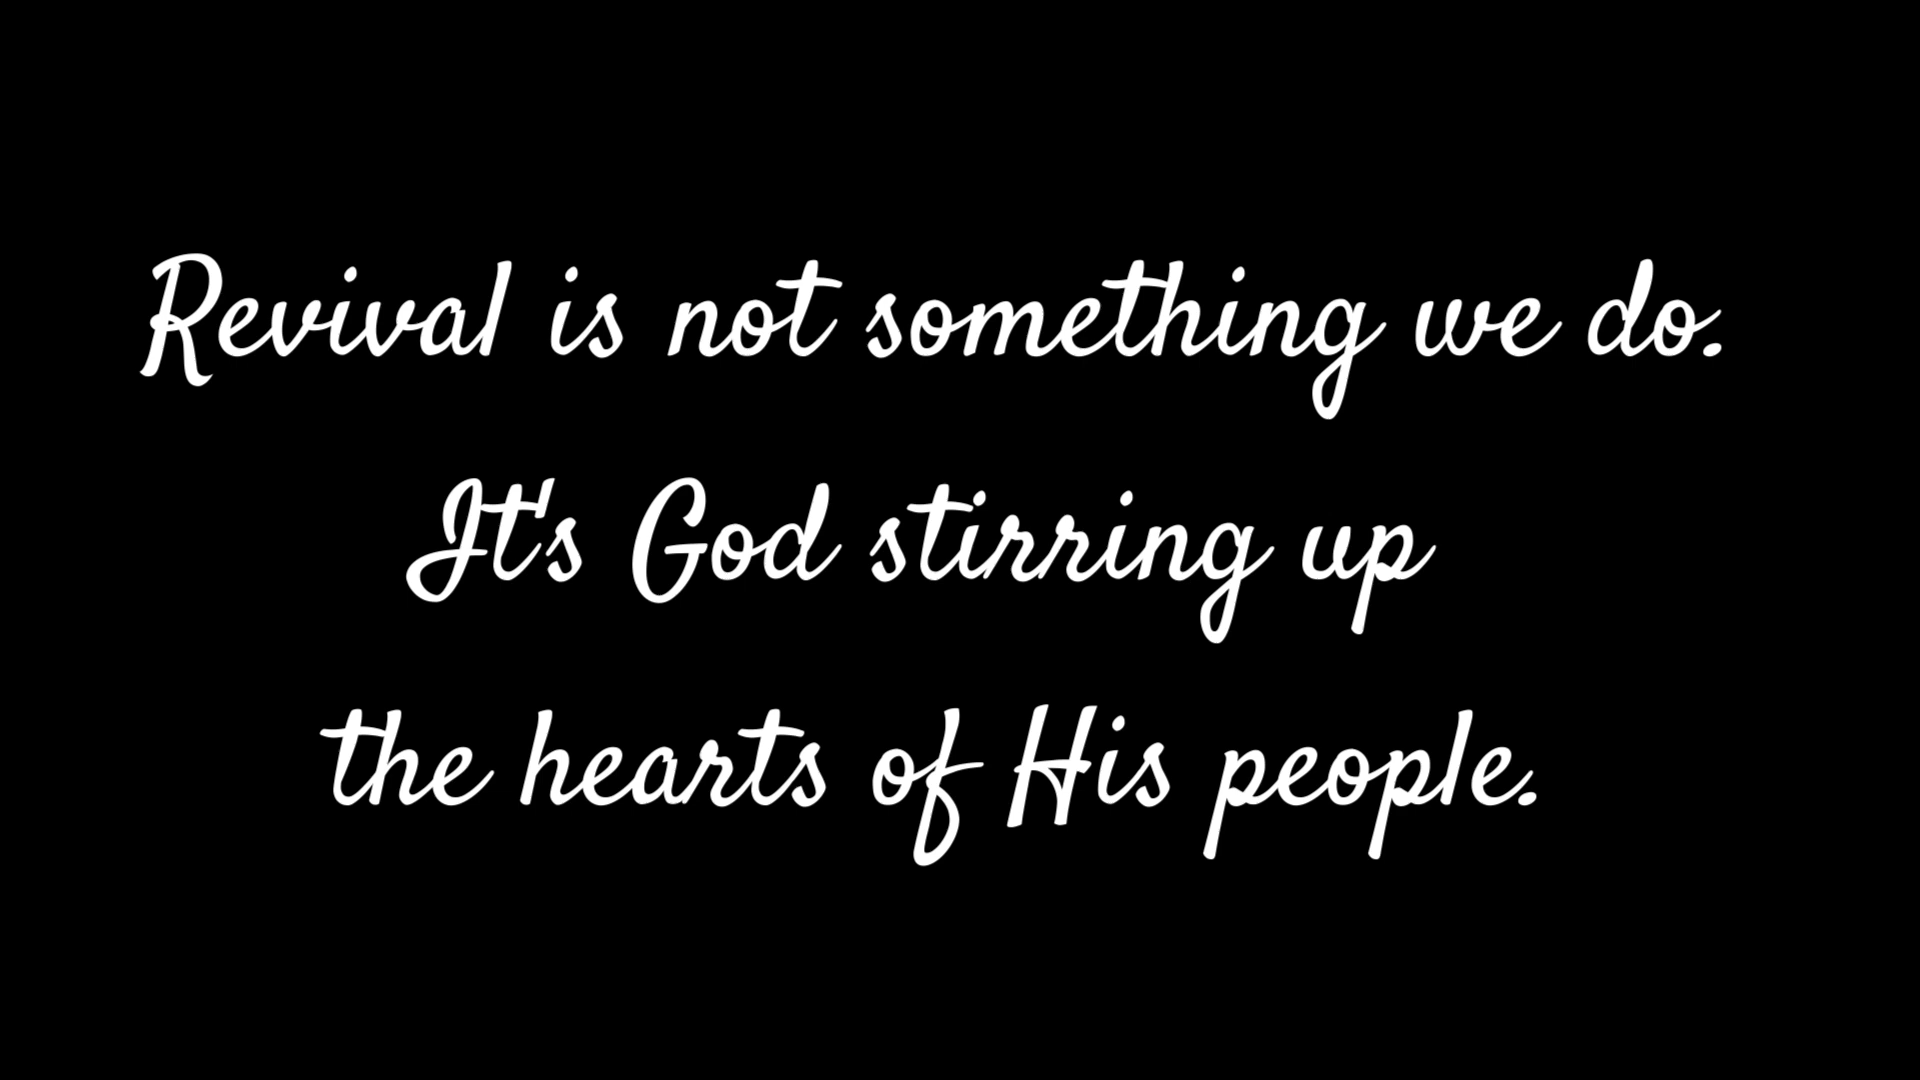 Revival is not something we do.
It's God stirring up
the hearts of His people.